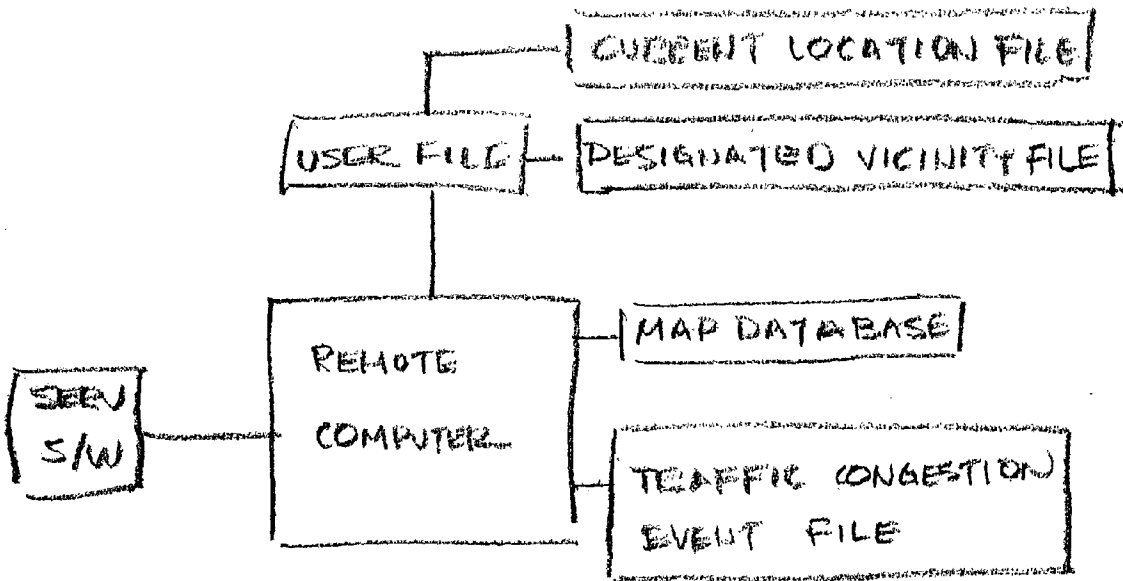 CURRENT LOCATION FILE
USER FILE
DESIGNATED VICINITY FILE
MAP DATABASE
REMOTE
COMPUTER
SERV
S/W
TRAFFIC CONGESTION
EVENT FILE